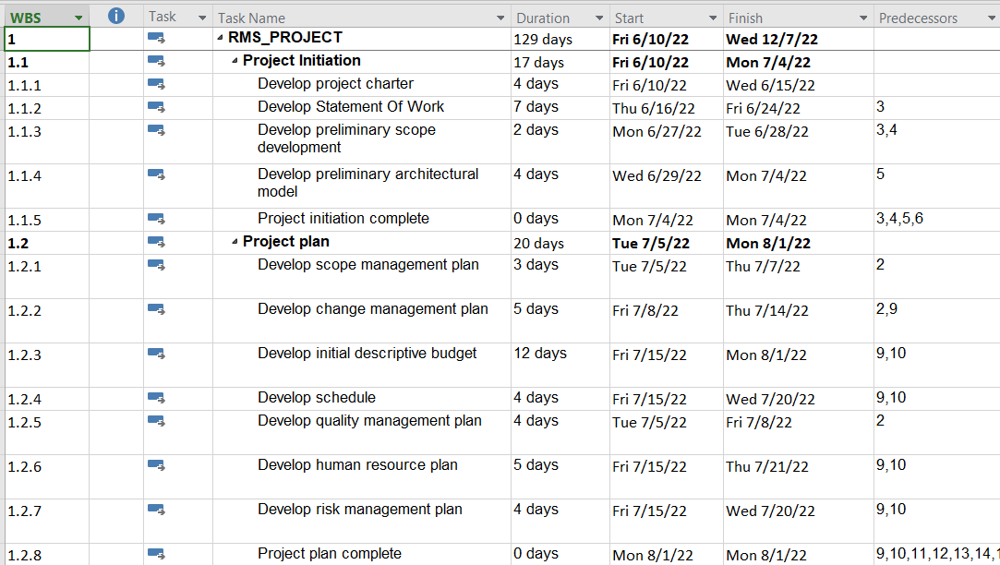 WBS Task Task Name Duration Start Finish Predecessors
1 RMS_PROJECT 129 days Fri 6/10/22 Wed 12/7/22
1.1 Project Initiation 17 days Fri 6/10/22 Mon 7/4/22
1.1.1 Develop project charter 4 days Fri 6/10/22 Wed 6/15/22
1.1.2 Develop Statement Of Work 7 days Thu 6/16/22 Fri 6/24/22 3
1.1.3 Develop preliminary scope 2 days Mon 6/27/22 Tue 6/28/22 3,4
development
1.1.4 Develop preliminary architectural 4 days Wed 6/29/22 Mon 7/4/22 5
model
1.1.5 Project initiation complete 0 days Mon 7/4/22 Mon 7/4/22 3,4,5,6
1.2 Project plan 20 days Tue 7/5/22 Mon 8/1/22
1.2.1 Develop scope management plan 3 days Tue 7/5/22 Thu 7/7/22 2
1.2.2 Develop change management plan 5 days Fri 7/8/22 Thu 7/14/22 2,9
1.2.3 Develop initial descriptive budget 12 days Fri 7/15/22 Mon 8/1/22 9,10
1.2.4 Develop schedule 4 days Fri 7/15/22 Wed 7/20/22 9,10
1.2.5 Develop quality management plan 4 days Tue 7/5/22 Fri 7/8/22 2
1.2.6 Develop human resource plan 5 days Fri 7/15/22 Thu 7/21/22 9,10
1.2.7 Develop risk management plan 4 days Fri 7/15/22 Wed 7/20/22 9,10
1.2.8 Project plan complete 0 days Mon 8/1/22 Mon 8/1/22 9,10,11,12,13,14,